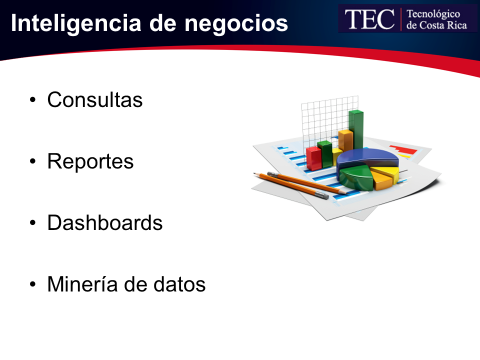 Inteligencia de negocios
TEC | Tecnológico
de Costa Rica
• Consultas
• Reportes
• Dashboards
• Minería de datos